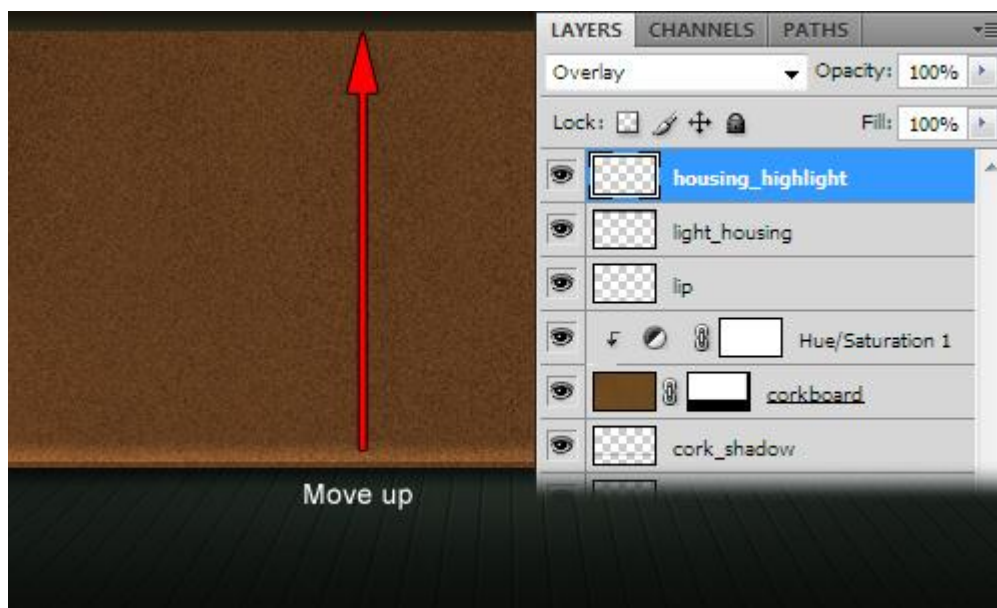 LAYERS CHANNELS PATHS
Overlay Opacity: 100%
Lock: Fill: 100%
housing_highlight
light_housing
lip
Hue/Saturation 1
corkboard
cork_shadow
Move up